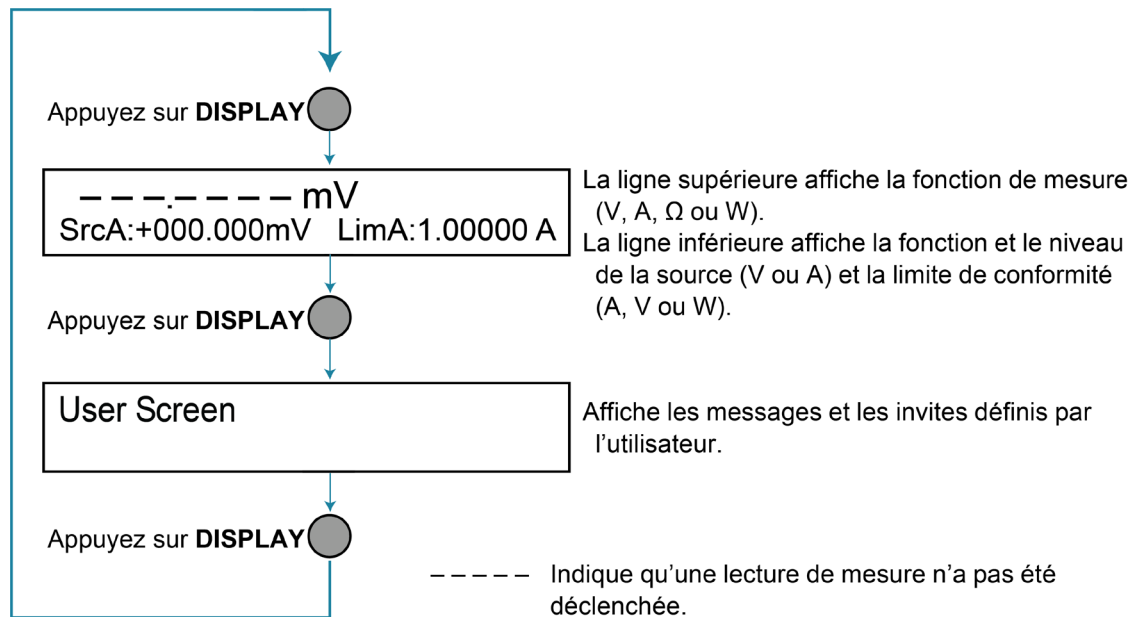 Appuyez sur DISPLAY
– – –.– – – – mV
SrcA:+000.000mV LimA:1.00000 A
La ligne supérieure affiche la fonction de mesure
(V, A, Ω ou W).
La ligne inférieure affiche la fonction et le niveau
de la source (V ou A) et la limite de conformité
(A, V ou W).
Appuyez sur DISPLAY
User Screen
Affiche les messages et les invites définis par
l’utilisateur.
Appuyez sur DISPLAY
– – – – – Indique qu’une lecture de mesure n’a pas été
déclenchée.